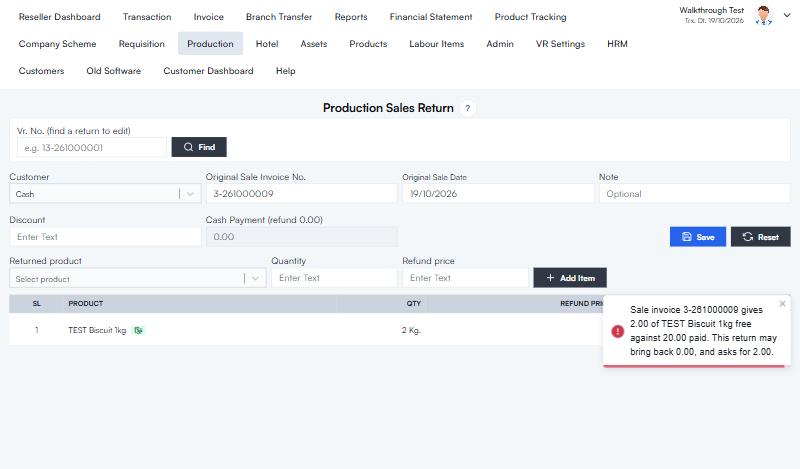 Reseller Dashboard Transaction Invoice Branch Transfer Reports Financial Statement Product Tracking
Walkthrough Test
Trx. Dt. 19/10/2026
Company Scheme Requisition Production Hotel Assets Products Labour Items Admin VR Settings HRM
Customers Old Software Customer Dashboard Help
Production Sales Return ?
Vr. No. (find a return to edit)
e.g. 13-261000001 Find
Customer Original Sale Invoice No. Original Sale Date Note
Cash 3-261000009 19/10/2026 Optional
Discount Cash Payment (refund 0.00)
Enter Text 0.00 Save Reset
Returned product Quantity Refund price
Select product Enter Text Enter Text + Add Item
SL PRODUCT QTY REFUND
1 TEST Biscuit 1kg 2 Kg.
Sale invoice 3-261000009 gives
2.00 of TEST Biscuit 1kg free
against 20.00 paid. This return may
bring back 0.00, and asks for 2.00.